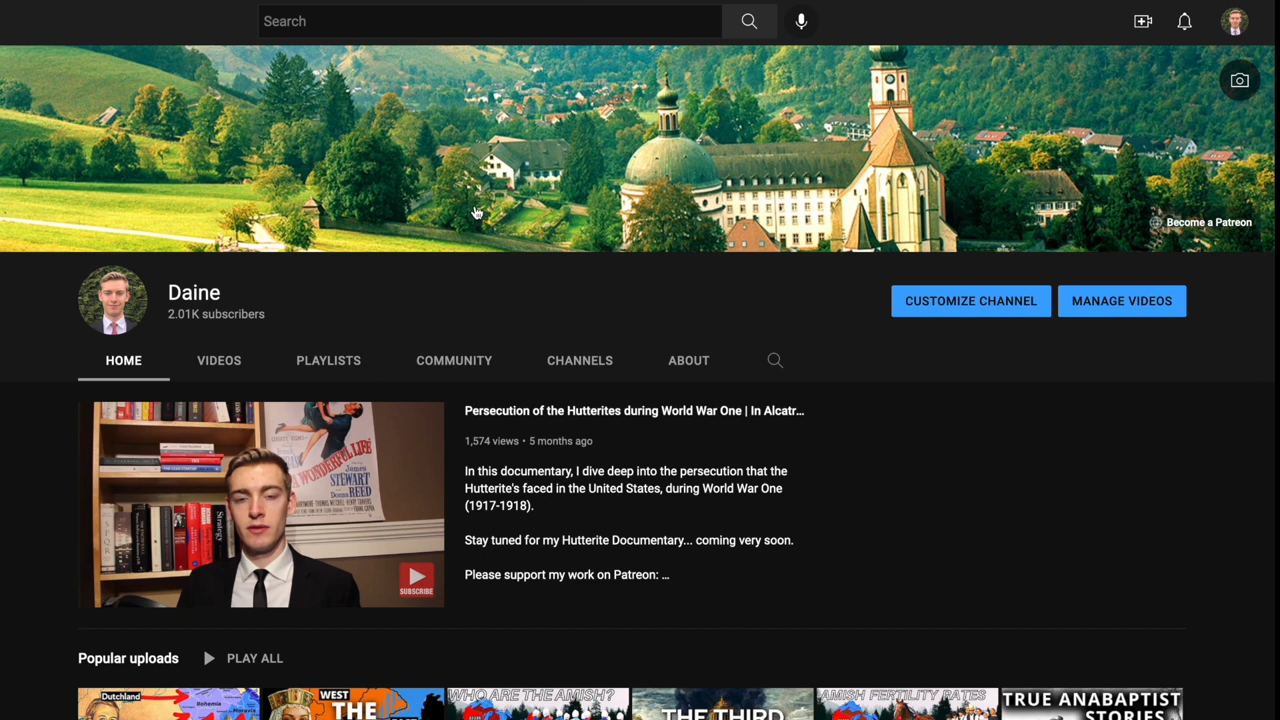 Search
Become a Patreon
Daine
2.01K subscribers
CUSTOMIZE CHANNEL
MANAGE VIDEOS
HOME
VIDEOS
PLAYLISTS
COMMUNITY
CHANNELS
ABOUT
WONDERFUL LIFE
James
STEWART
Donna
REED
Strategy
SUBSCRIBE
Persecution of the Hutterites during World War One | In Alcatr...
1,574 views • 5 months ago
In this documentary, I dive deep into the persecution that the
Hutterite's faced in the United States, during World War One
(1917-1918).
Stay tuned for my Hutterite Documentary... coming very soon.
Please support my work on Patreon: ...
Popular uploads
PLAY ALL
Dutchland
Bohemia
Moravia
WEST
THE
WHO ARE THE AMISH?
THE THIRD
AMISH FERTILITY RATES
TRUE ANABAPTIST
STORIES